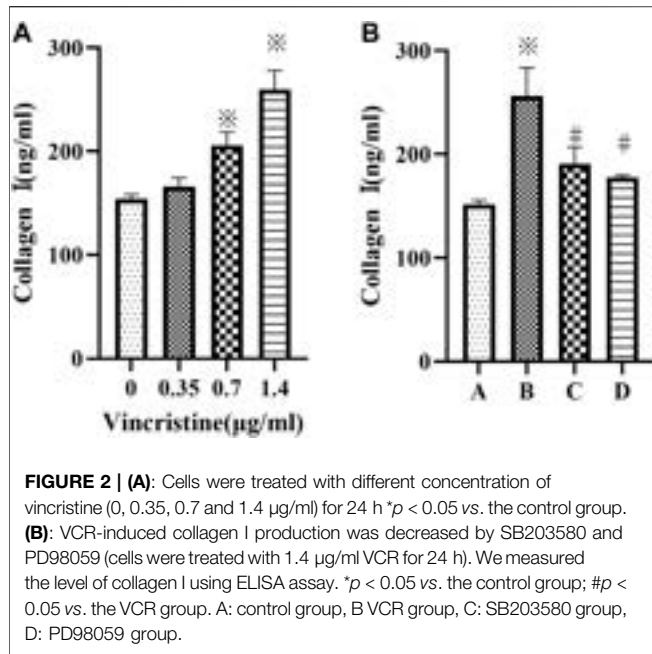 A
B
300
200
100
0
Collagen I(ng/ml)
※
※
0 0.35 0.7 1.4
Vincristine(μg/ml)
300
200
100
0
Collagen I(ng/ml)
※
#
#
A B C D
FIGURE 2 | (A): Cells were treated with different concentration of
vincristine (0, 0.35, 0.7 and 1.4 μg/ml) for 24 h *p < 0.05 vs. the control group.
(B): VCR-induced collagen I production was decreased by SB203580 and
PD98059 (cells were treated with 1.4 μg/ml VCR for 24 h). We measured
the level of collagen I using ELISA assay. *p < 0.05 vs. the control group; #p <
0.05 vs. the VCR group. A: control group, B VCR group, C: SB203580 group,
D: PD98059 group.